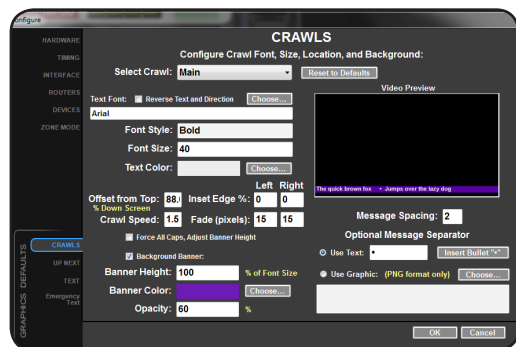 onfigure
HARDWARE
TIMING
INTERFACE
ROUTERS
DEVICES
ZONE MODE
GRAPHICS DEFAULTS
CRAWLS
UP NEXT
TEXT
Emergency
Text
CRAWLS
Configure Crawl Font, Size, Location, and Background:
Select Crawl: Main Reset to Defaults
Text Font: Reverse Text and Direction Choose...
Arial
Font Style: Bold
Font Size: 40
Text Color: Choose...
Left Right
Offset from Top: 88. Inset Edge %: 0 0
% Down Screen
Crawl Speed: 1.5 Fade (pixels): 15 15
Force All Caps, Adjust Banner Height
Background Banner:
Banner Height: 100 % of Font Size
Banner Color: Choose...
Opacity: 60 %
Video Preview
The quick brown fox • Jumps over the lazy dog
Message Spacing: 2
Optional Message Separator
Use Text: • Insert Bullet "•"
Use Graphic: (PNG format only) Choose...
OK Cancel